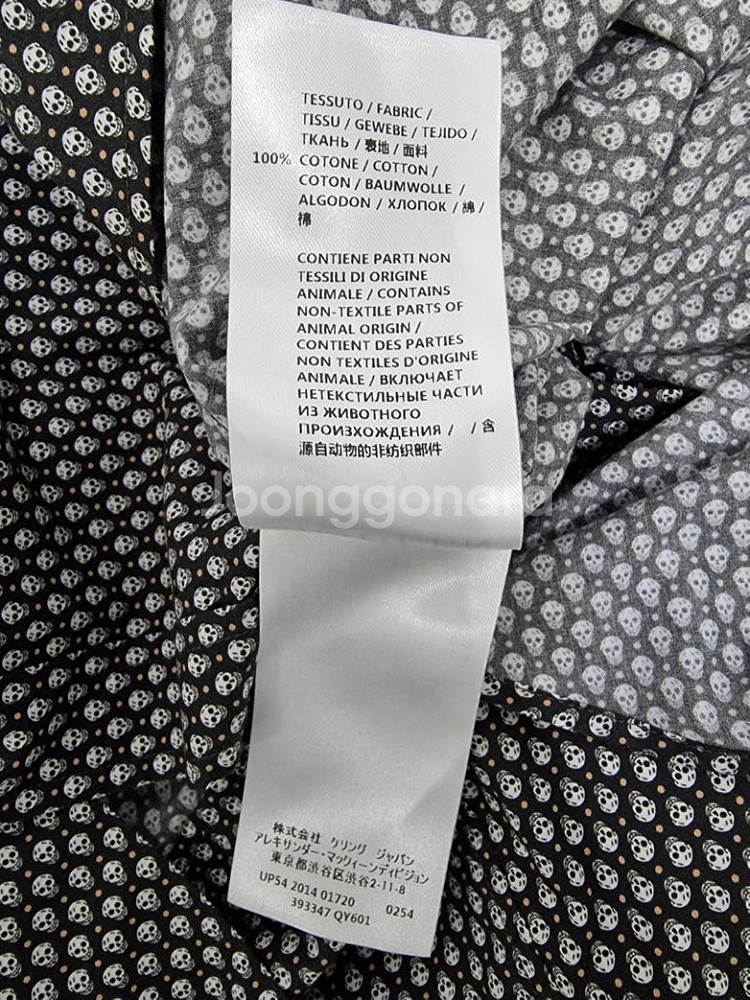 TESSUTO / FABRIC /
TISSU / GEWEBE / TEJIDO /
ТКАНЬ / 表地 / 面料
100% COTONE / COTTON /
COTON / BAUMWOLLE /
ALGODON / ХЛОПОК / 綿 /
棉
CONTIENE PARTI NON
TESSILI DI ORIGINE
ANIMALE / CONTAINS
NON-TEXTILE PARTS OF
ANIMAL ORIGIN /
CONTIENT DES PARTIES
NON TEXTILES D'ORIGINE
ANIMALE / ВКЛЮЧАЕТ
НЕТЕКСТИЛЬНЫЕ ЧАСТИ
ИЗ ЖИВОТНОГО
ПРОИЗХОЖДЕНИЯ / / 含
源自动物的非纺织部件
Joonggonara
株式会社 ケリング ジャパン
アレキサンダー・マックィーンディビジョン
東京都渋谷区渋谷2-11-8
UP54 2014 01720 0254
393347 QY601